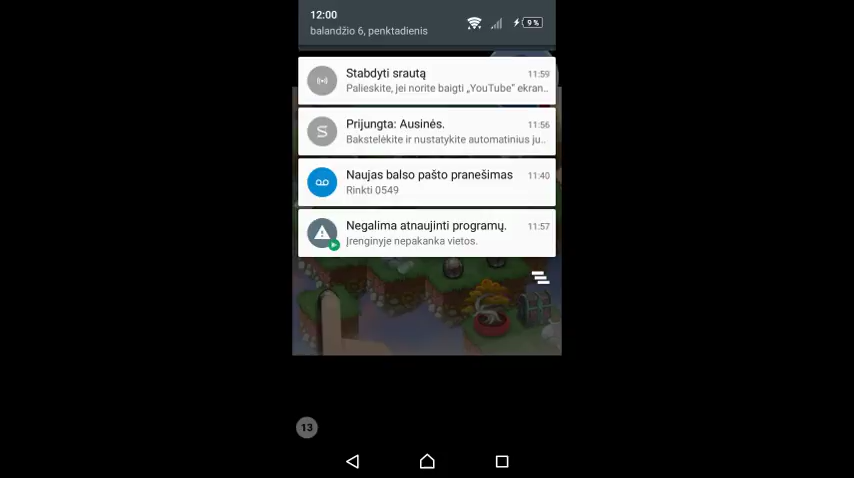 12:00
9 %
balandžio 6, penktadienis
Stabdyti srautą 11:59
Palieskite, jei norite baigti „YouTube“ ekran..
Prijungta: Ausinės. 11:56
Bakstelėkite ir nustatykite automatinius ju..
Naujas balso pašto pranešimas 11:40
Rinkti 0549
Negalima atnaujinti programų. 11:57
Įrenginyje nepakanka vietos.
13